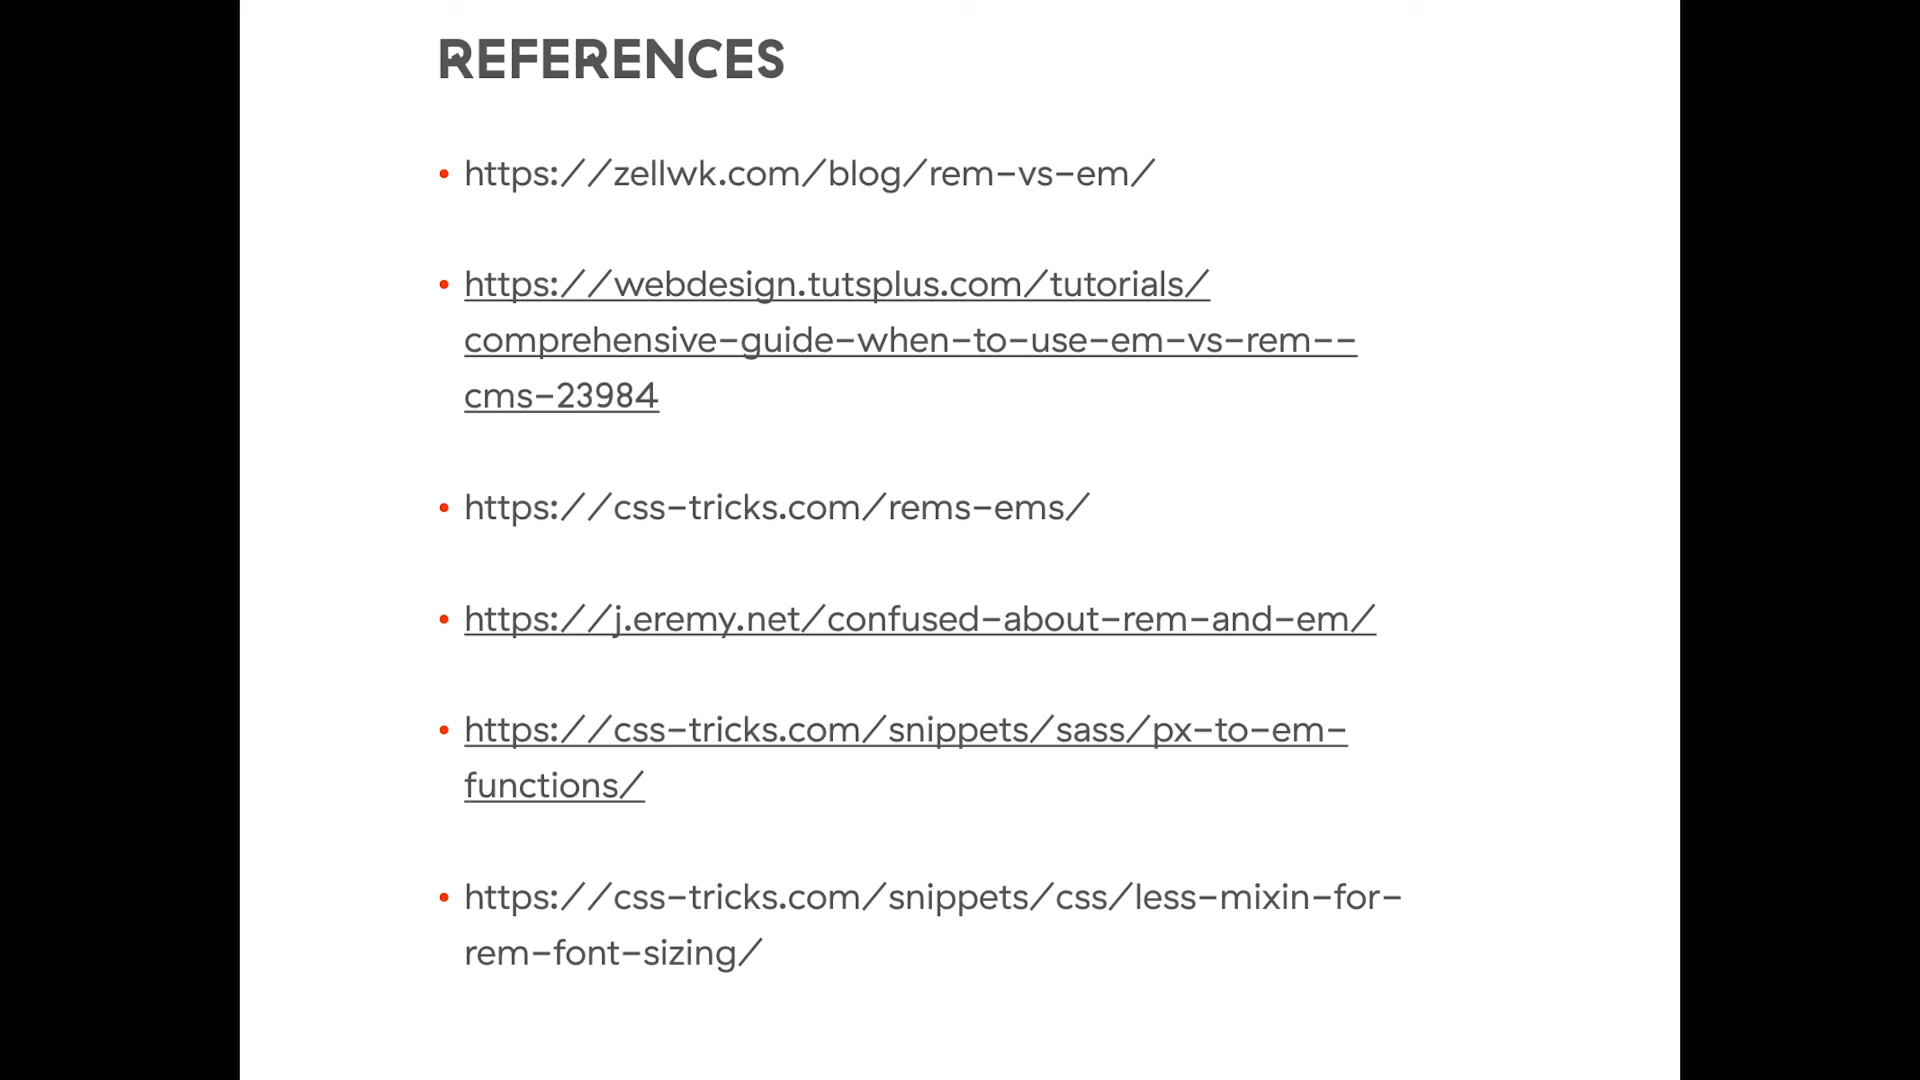 REFERENCES
• https://zellwk.com/blog/rem-vs-em/
• https://webdesign.tutsplus.com/tutorials/
comprehensive-guide-when-to-use-em-vs-rem--
cms-23984
• https://css-tricks.com/rems-ems/
• https://j.eremy.net/confused-about-rem-and-em/
• https://css-tricks.com/snippets/sass/px-to-em-
functions/
• https://css-tricks.com/snippets/css/less-mixin-for-
rem-font-sizing/